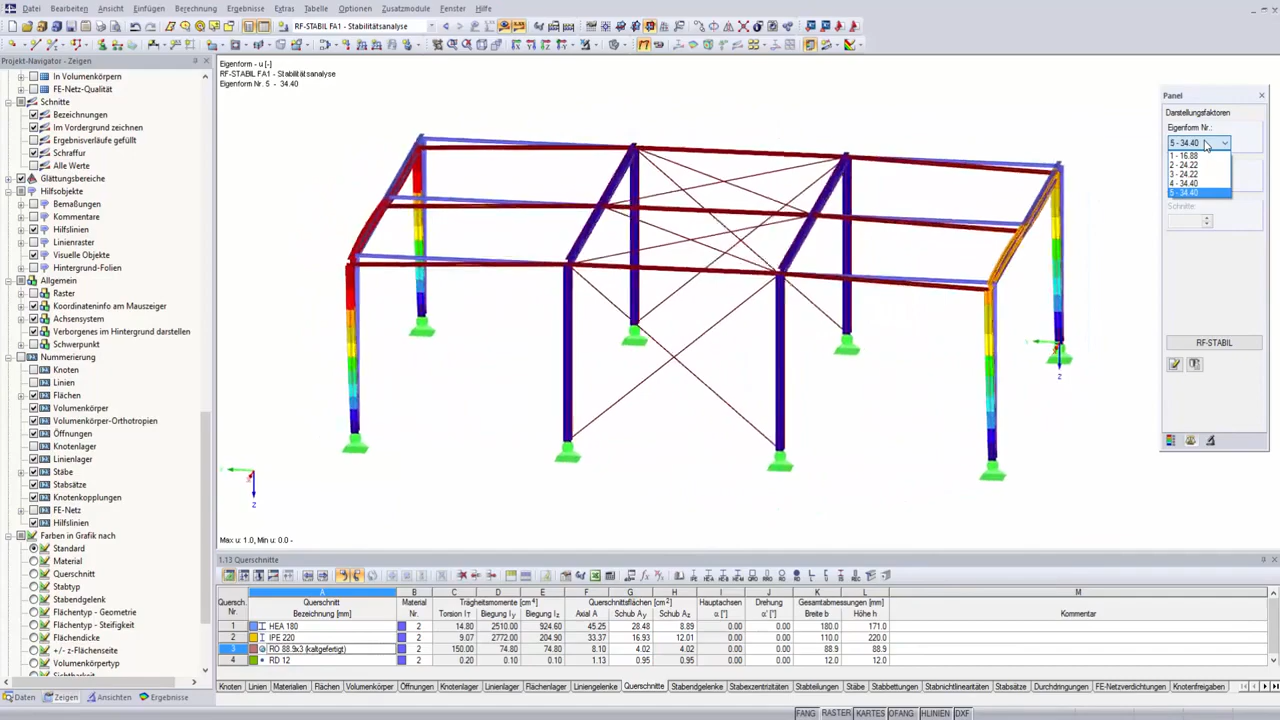 Datei Bearbeiten Ansicht Einfügen Berechnung Ergebnisse Extras Tabelle Optionen Zusatzmodule Fenster Hilfe
RF-STABIL FA1 - Stabilitätsanalyse
Projekt-Navigator - Zeigen
In Volumenkörpern
FE-Netz-Qualität
Schnitte
Bezeichnungen
Im Vordergrund zeichnen
Ergebnisverläufe gefüllt
Schraffur
Alle Werte
Glättungsbereiche
Hilfsobjekte
Bemaßungen
Kommentare
Hilfslinien
Linienraster
Visuelle Objekte
Hintergrund-Folien
Allgemein
Raster
Koordinateninfo am Mauszeiger
Achsensystem
Verborgenes im Hintergrund darstellen
Schwerpunkt
Nummerierung
Knoten
Linien
Flächen
Volumenkörper
Volumenkörper-Orthotropien
Öffnungen
Knotenlager
Linienlager
Stäbe
Stabsätze
Knotenkopplungen
FE-Netz
Hilfslinien
Farben in Grafik nach
Standard
Material
Querschnitt
Stabtyp
Stabendgelenk
Flächentyp - Geometrie
Flächentyp - Steifigkeit
Flächendicke
+/- z-Flächenseite
Volumenkörpertyp
Daten Zeigen Ansichten Ergebnisse
Eigenform - u [-]
RF-STABIL FA1 - Stabilitätsanalyse
Eigenform Nr. 5 - 34.40
z
z
Max u: 1.0, Min u: 0.0 -
Panel
Darstellungsfaktoren
Eigenform Nr.:
5 - 34.40
1 - 16.88
2 - 24.22
3 - 24.22
4 - 34.40
5 - 34.40
Schnitte:
RF-STABIL
1.13 Querschnitte
A B C D E F G H I J K L M
Quersch. Nr. Querschnitt Bezeichnung [mm] Material Nr. Trägheitsmomente [cm⁴] Torsion IT Biegung Iy Biegung Iz Querschnittsflächen [cm²] Axial A Schub Ay Schub Az Hauptachsen α [°] Drehung α' [°] Gesamtabmessungen [mm] Breite b Höhe h Kommentar
1 HEA 180 2 14.80 2510.00 924.60 45.25 28.48 8.89 0.00 0.00 180.0 171.0
2 IPE 220 2 9.07 2772.00 204.90 33.37 16.93 12.01 0.00 0.00 110.0 220.0
3 RO 88.9x3 (kaltgefertigt) 2 150.00 74.80 74.80 8.10 4.02 4.02 0.00 0.00 88.9 88.9
4 RD 12 2 0.20 0.10 0.10 1.13 0.95 0.95 0.00 0.00 12.0 12.0
Knoten Linien Materialien Flächen Volumenkörper Öffnungen Knotenlager Linienlager Flächenlager Liniengelenke Querschnitte Stabendgelenke Stabexzentrizitäten Stabteilungen Stäbe Stabbettungen Stabnichtlinearitäten Stabsätze Durchdringungen FE-Netzverdichtungen Knotenfreigaben
FANG RASTER KARTES OFANG HLINIEN DXF